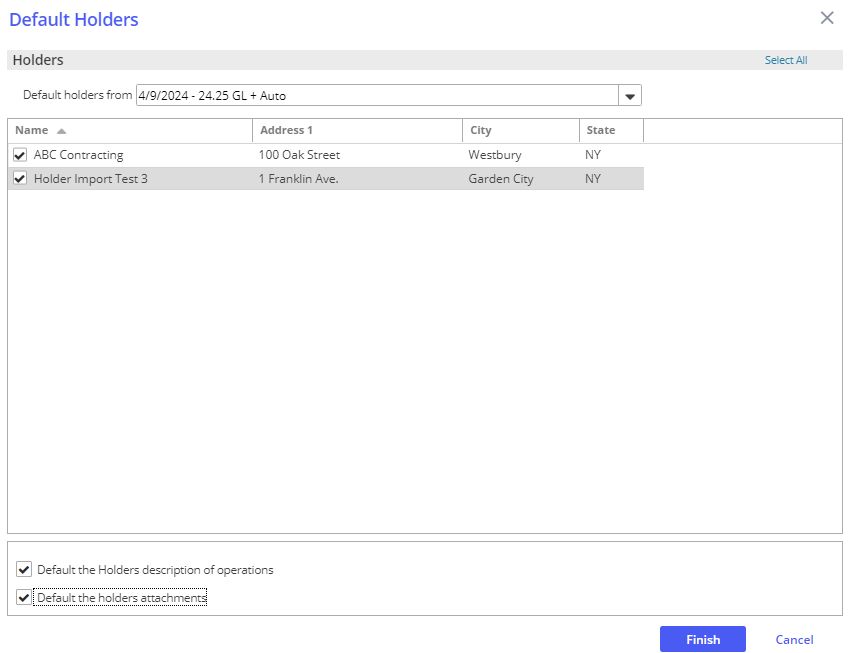 Default Holders
Holders Select All
Default holders from 4/9/2024 - 24.25 GL + Auto
Name Address 1 City State
ABC Contracting 100 Oak Street Westbury NY
Holder Import Test 3 1 Franklin Ave. Garden City NY
Default the Holders description of operations
Default the holders attachments
Finish Cancel